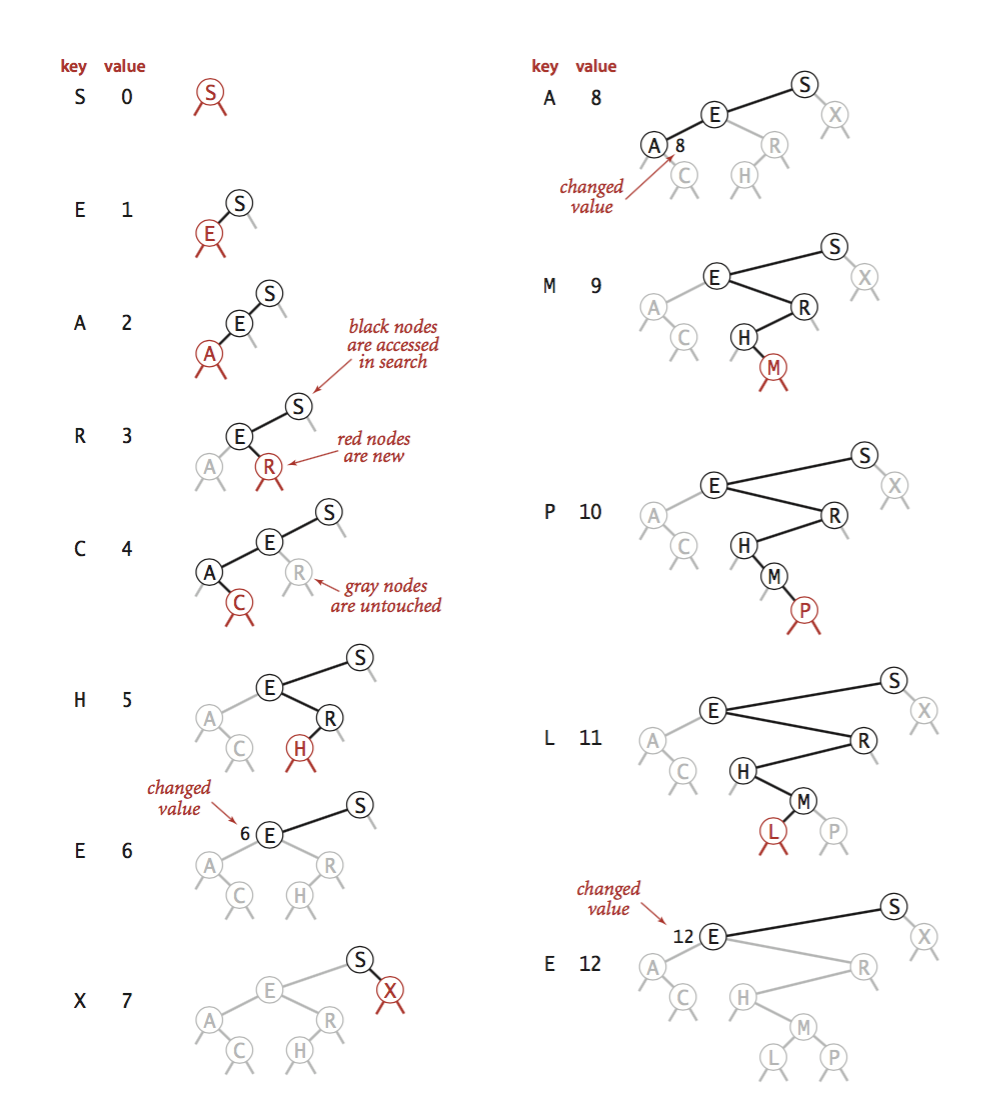 key value
S 0
S
E 1
S
E
A 2
S
E
A
black nodes
are accessed
in search
R 3
S
E
A R
red nodes
are new
C 4
S
E
A R
C
gray nodes
are untouched
H 5
S
E
A R
C H
changed
value
E 6
S
6 E
A R
C H
X 7
S
E X
A R
C H
key value
A 8
S
E X
A 8 R
C H
changed
value
M 9
S
E X
A R
C H
M
P 10
S
E X
A R
C H
M
P
L 11
S
E X
A R
C H
M
L P
changed
value
E 12
S
12 E X
A R
C H
M
L P